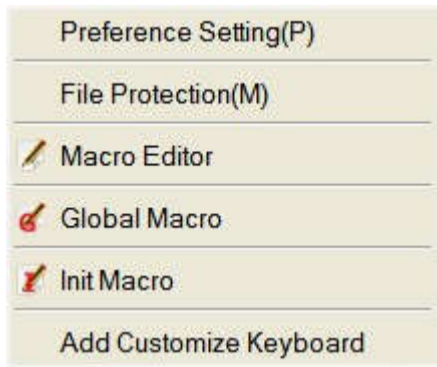 Preference Setting(P)
File Protection(M)
Macro Editor
Global Macro
Init Macro
Add Customize Keyboard